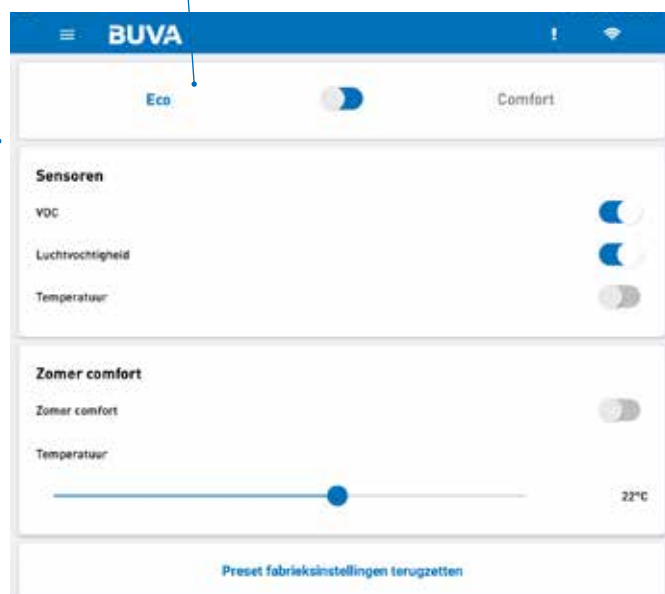 BUVA !
Eco Comfort
Sensoren
VOC
Luchtvochtigheid
Temperatuur
Zomer comfort
Zomer comfort
Temperatuur
22°C
Preset fabrieksinstellingen terugzetten